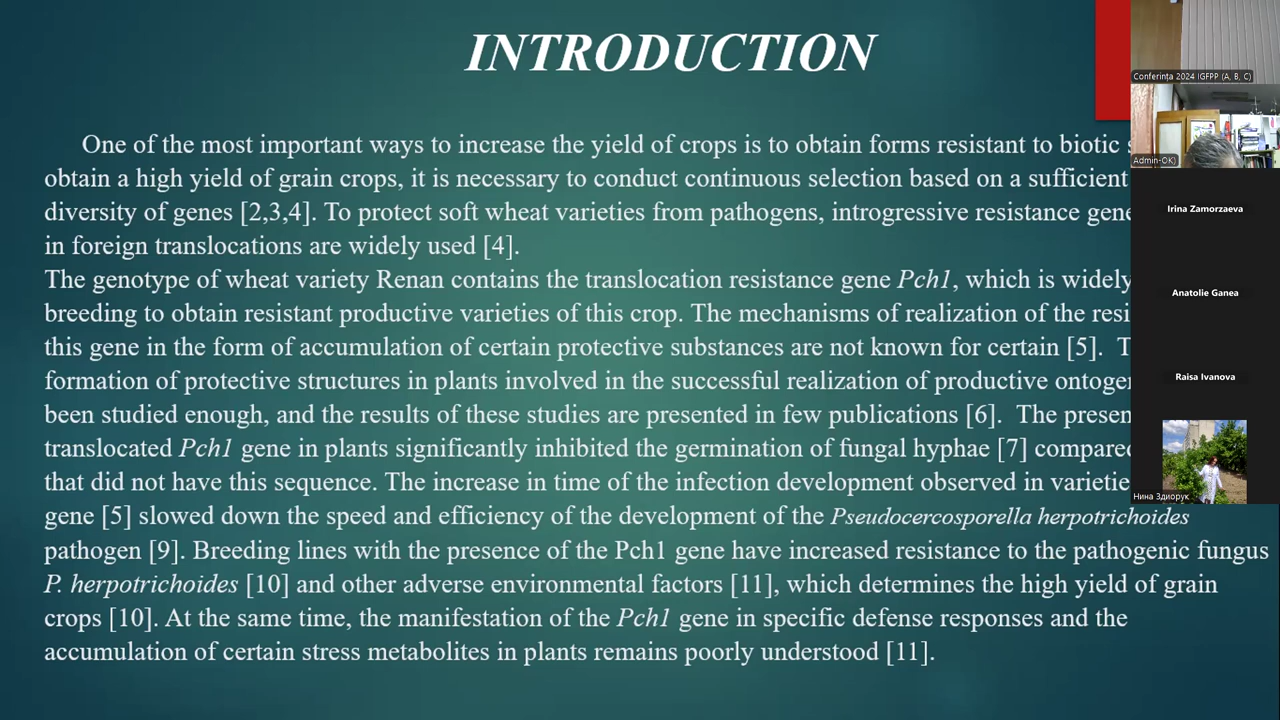 INTRODUCTION
One of the most important ways to increase the yield of crops is to obtain forms resistant to biotic
obtain a high yield of grain crops, it is necessary to conduct continuous selection based on a sufficient
diversity of genes [2,3,4]. To protect soft wheat varieties from pathogens, introgressive resistance gene
in foreign translocations are widely used [4].
The genotype of wheat variety Renan contains the translocation resistance gene Pch1, which is widely
breeding to obtain resistant productive varieties of this crop. The mechanisms of realization of the resi
this gene in the form of accumulation of certain protective substances are not known for certain [5]. T
formation of protective structures in plants involved in the successful realization of productive ontoge
been studied enough, and the results of these studies are presented in few publications [6]. The presen
translocated Pch1 gene in plants significantly inhibited the germination of fungal hyphae [7] compare
that did not have this sequence. The increase in time of the infection development observed in varietie
gene [5] slowed down the speed and efficiency of the development of the Pseudocercosporella herpotrichoides
pathogen [9]. Breeding lines with the presence of the Pch1 gene have increased resistance to the pathogenic fungus
P. herpotrichoides [10] and other adverse environmental factors [11], which determines the high yield of grain
crops [10]. At the same time, the manifestation of the Pch1 gene in specific defense responses and the
accumulation of certain stress metabolites in plants remains poorly understood [11].
Conferința 2024 IGFPP (A, B, C)
Admin-OKJ
Irina Zamorzaeva
Anatolie Ganea
Raisa Ivanova
Нина Здиорук